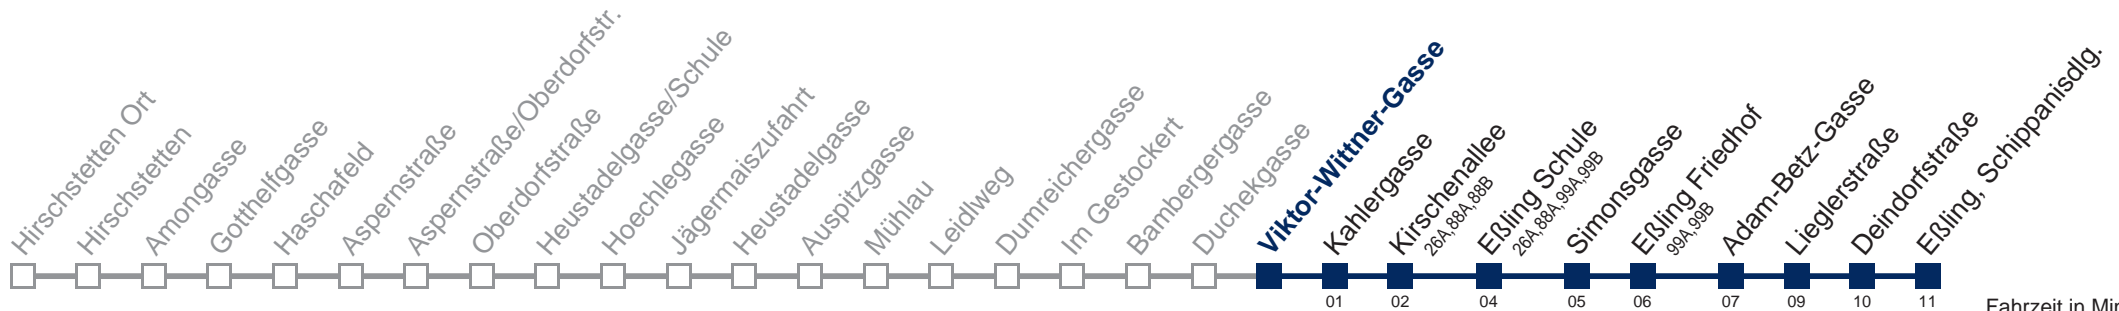 Hirschstetten Ort
Hirschstetten
Amongasse
Gotthelfgasse
Haschafeld
Aspernstraße
Aspernstraße/Oberdorfstr.
Oberdorfstraße
Heustadelgasse/Schule
Hoechlegasse
Jägermaiszufahrt
Heustadelgasse
Auspitzgasse
Mühlau
Leidlweg
Dumreichergasse
Im Gestockert
Bambergergasse
Duchekgasse
Viktor-Wittner-Gasse
Kahlergasse
Kirschenallee
26A,88A,88B
Eßling Schule
26A,88A,99A,99B
Simonsgasse
Eßling Friedhof
99A,99B
Adam-Betz-Gasse
Lieglerstraße
Deindorfstraße
Eßling, Schippanisdlg.
01 02 04 05 06 07 09 10 11
Fahrzeit in